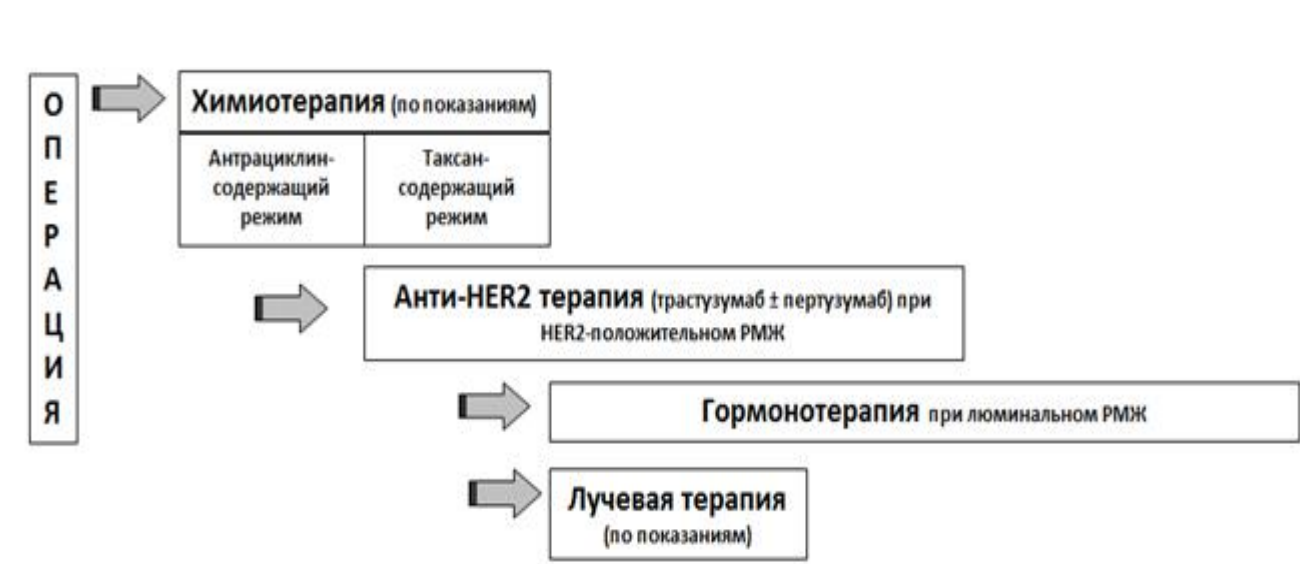 ОПЕРАЦИЯ
Химиотерапия (по показаниям)
Антрациклин-
содержащий
режим
Таксан-
содержащий
режим
Анти-HER2 терапия (трастузумаб ± пертузумаб) при
HER2-положительном РМЖ
Гормонотерапия при люминальном РМЖ
Лучевая терапия
(по показаниям)